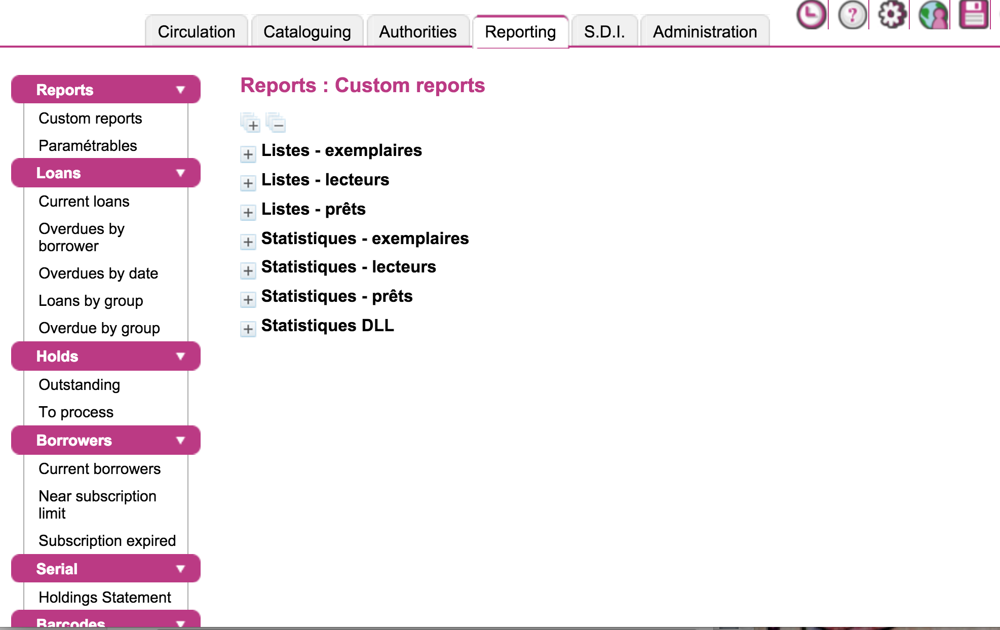 Circulation Cataloguing Authorities Reporting S.D.I. Administration
Reports
Custom reports
Paramétrables
Loans
Current loans
Overdues by
borrower
Overdues by date
Loans by group
Overdue by group
Holds
Outstanding
To process
Borrowers
Current borrowers
Near subscription
limit
Subscription expired
Serial
Holdings Statement
Barcodes
Reports : Custom reports
Listes - exemplaires
Listes - lecteurs
Listes - prêts
Statistiques - exemplaires
Statistiques - lecteurs
Statistiques - prêts
Statistiques DLL